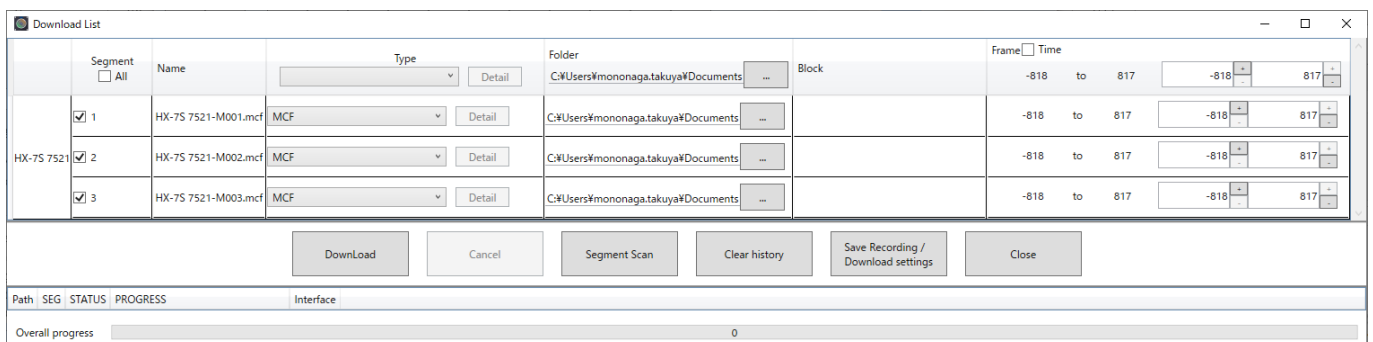 Download List
Segment
All
Name
Type
Detail
Folder
C:¥Users¥mononaga.takuya¥Documents ...
Block
Frame Time
-818 to 817 -818 + - 817 + -
HX-7S 7521
1 HX-7S 7521-M001.mcf MCF Detail C:¥Users¥mononaga.takuya¥Documents ... -818 to 817 -818 + - 817 + -
2 HX-7S 7521-M002.mcf MCF Detail C:¥Users¥mononaga.takuya¥Documents ... -818 to 817 -818 + - 817 + -
3 HX-7S 7521-M003.mcf MCF Detail C:¥Users¥mononaga.takuya¥Documents ... -818 to 817 -818 + - 817 + -
DownLoad
Cancel
Segment Scan
Clear history
Save Recording /
Download settings
Close
Path SEG STATUS PROGRESS Interface
Overall progress 0